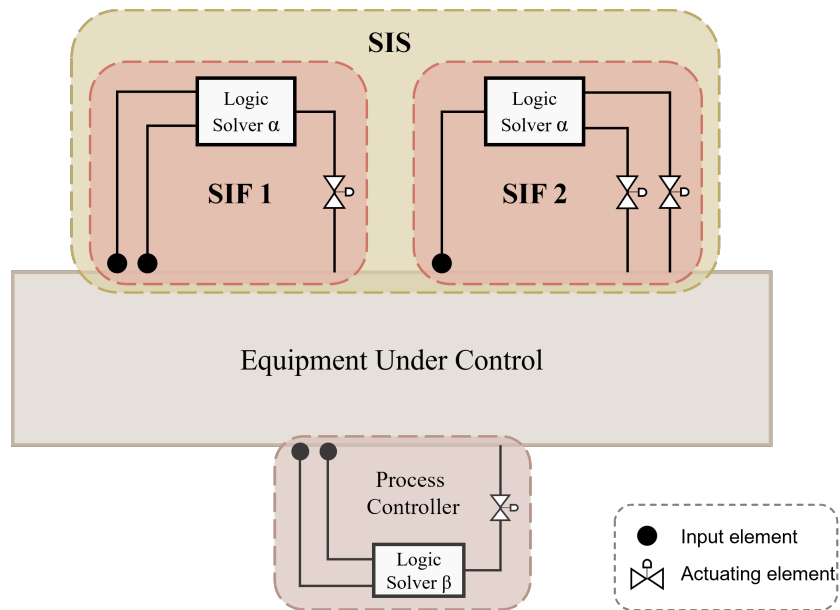 SIS
Logic
Solver α
SIF 1
Logic
Solver α
SIF 2
Equipment Under Control
Process
Controller
Logic
Solver β
Input element
Actuating element